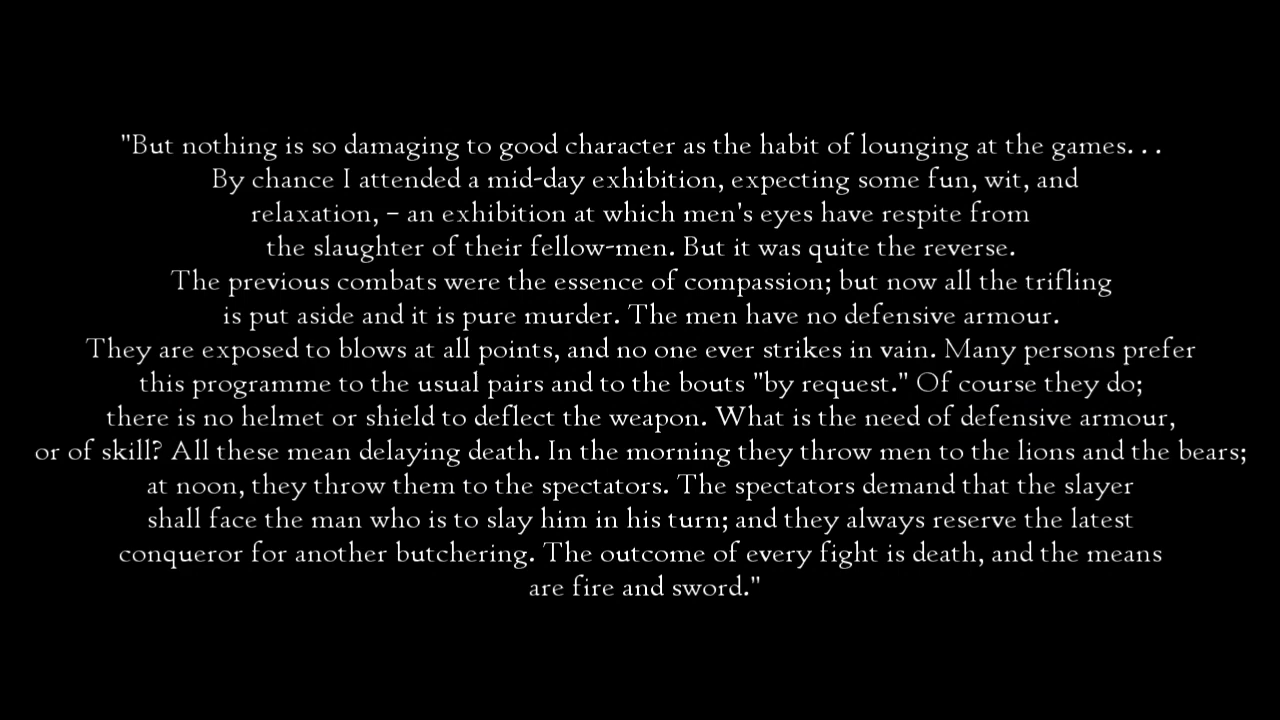 "But nothing is so damaging to good character as the habit of lounging at the games. . .
By chance I attended a mid-day exhibition, expecting some fun, wit, and
relaxation, – an exhibition at which men's eyes have respite from
the slaughter of their fellow-men. But it was quite the reverse.
The previous combats were the essence of compassion; but now all the trifling
is put aside and it is pure murder. The men have no defensive armour.
They are exposed to blows at all points, and no one ever strikes in vain. Many persons prefer
this programme to the usual pairs and to the bouts "by request." Of course they do;
there is no helmet or shield to deflect the weapon. What is the need of defensive armour,
or of skill? All these mean delaying death. In the morning they throw men to the lions and the bears;
at noon, they throw them to the spectators. The spectators demand that the slayer
shall face the man who is to slay him in his turn; and they always reserve the latest
conqueror for another butchering. The outcome of every fight is death, and the means
are fire and sword."